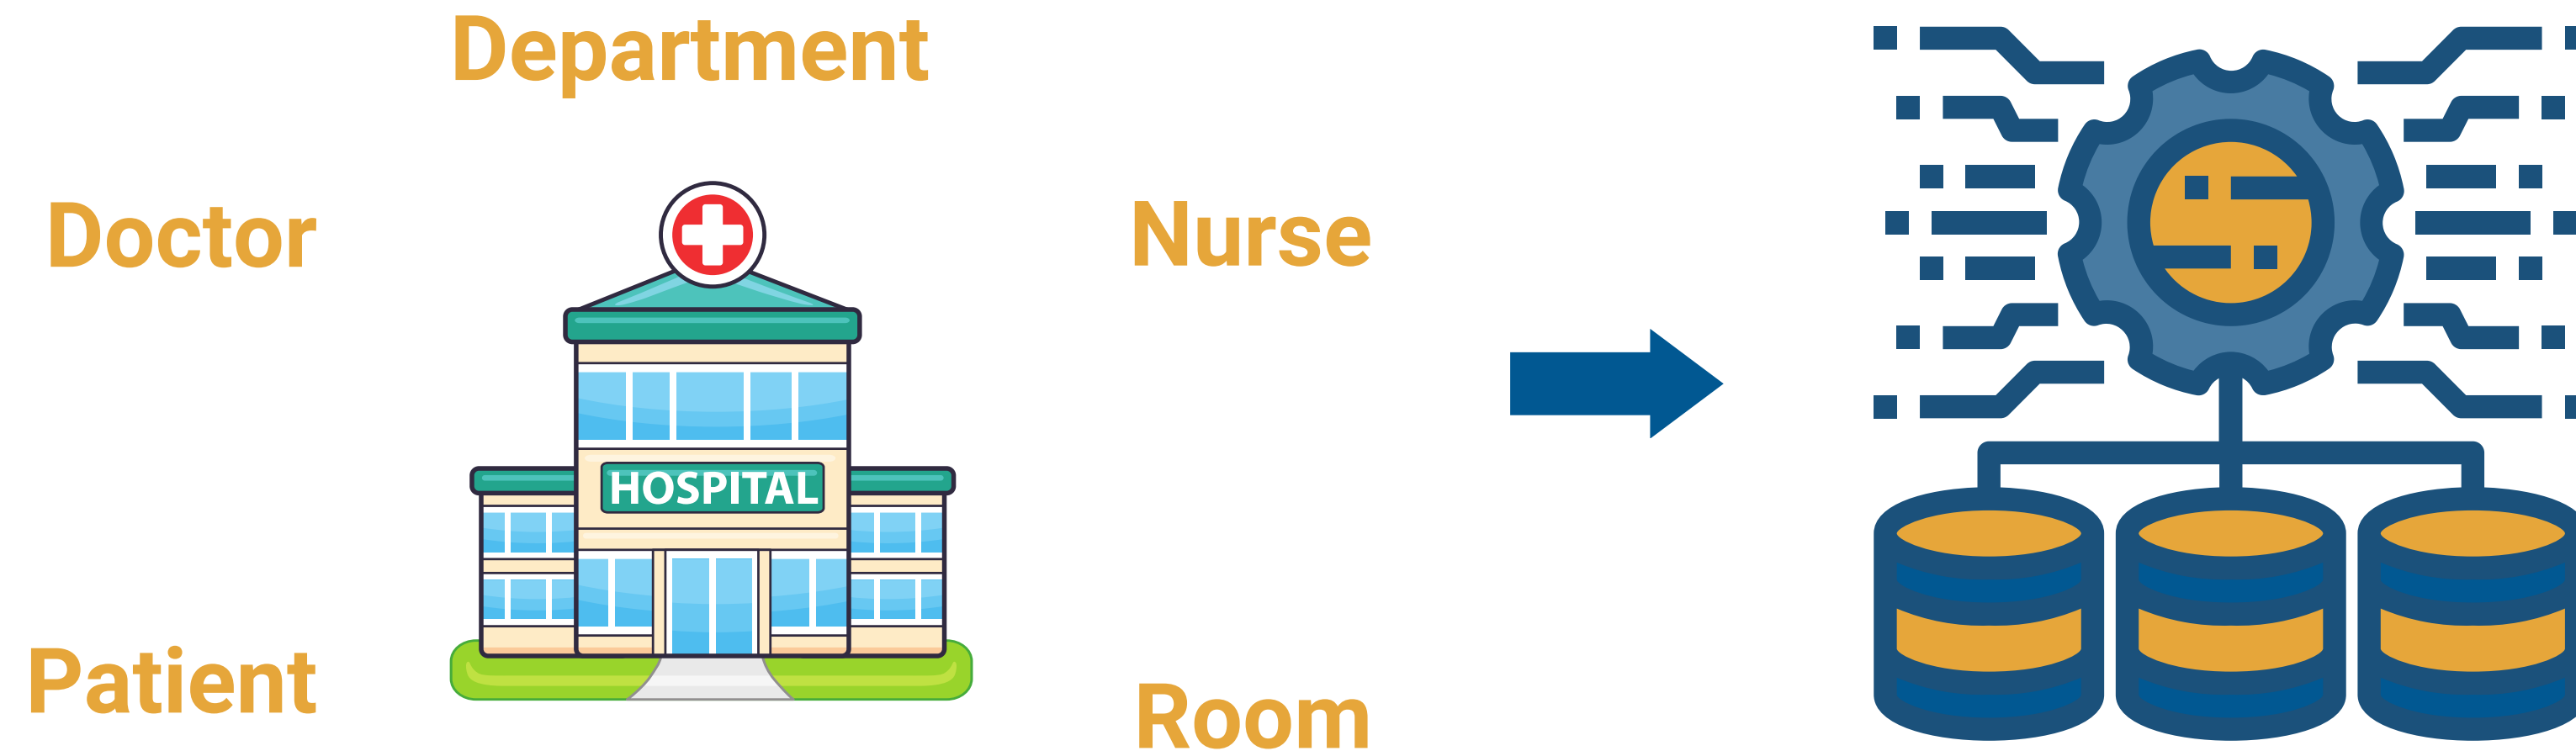 Department
Doctor
Nurse
HOSPITAL
Patient
Room